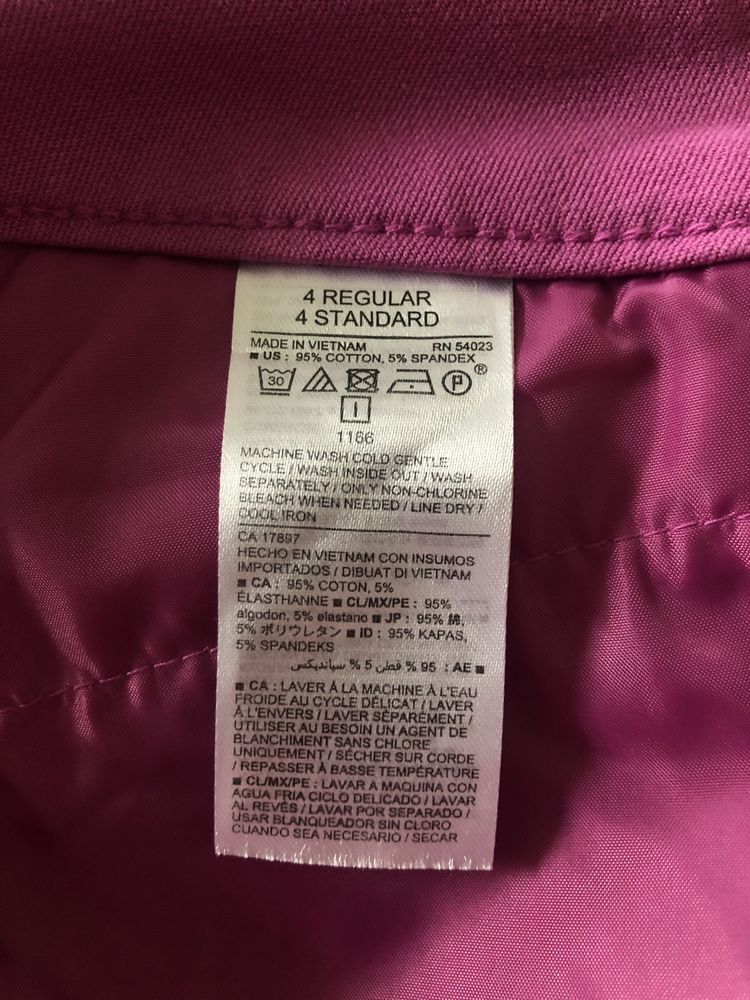 4 REGULAR
4 STANDARD
MADE IN VIETNAM RN 54023
■ US : 95% COTTON, 5% SPANDEX
30 P ®
1166
MACHINE WASH COLD GENTLE
CYCLE / WASH INSIDE OUT / WASH
SEPARATELY / ONLY NON-CHLORINE
BLEACH WHEN NEEDED / LINE DRY /
COOL IRON
CA 17897
HECHO EN VIETNAM CON INSUMOS
IMPORTADOS / DIBUAT DI VIETNAM
■ CA : 95% COTON, 5%
ÉLASTHANNE ■ CL/MX/PE : 95%
algodon, 5% elastano ■ JP : 95% 綿,
5% ポリウレタン ■ ID : 95% KAPAS,
5% SPANDEKS
■ AE : 95 % قطن 5 % سپانديكس
■ CA : LAVER À LA MACHINE À L'EAU
FROIDE AU CYCLE DÉLICAT / LAVER
À L'ENVERS / LAVER SÉPARÉMENT /
UTILISER AU BESOIN UN AGENT DE
BLANCHIMENT SANS CHLORE
UNIQUEMENT / SÉCHER SUR CORDE
/ REPASSER À BASSE TEMPÉRATURE
■ CL/MX/PE : LAVAR A MAQUINA CON
AGUA FRIA CICLO DELICADO / LAVAR
AL REVÉS / LAVAR POR SEPARADO /
USAR BLANQUEADOR SIN CLORO
CUANDO SEA NECESARIO / SECAR